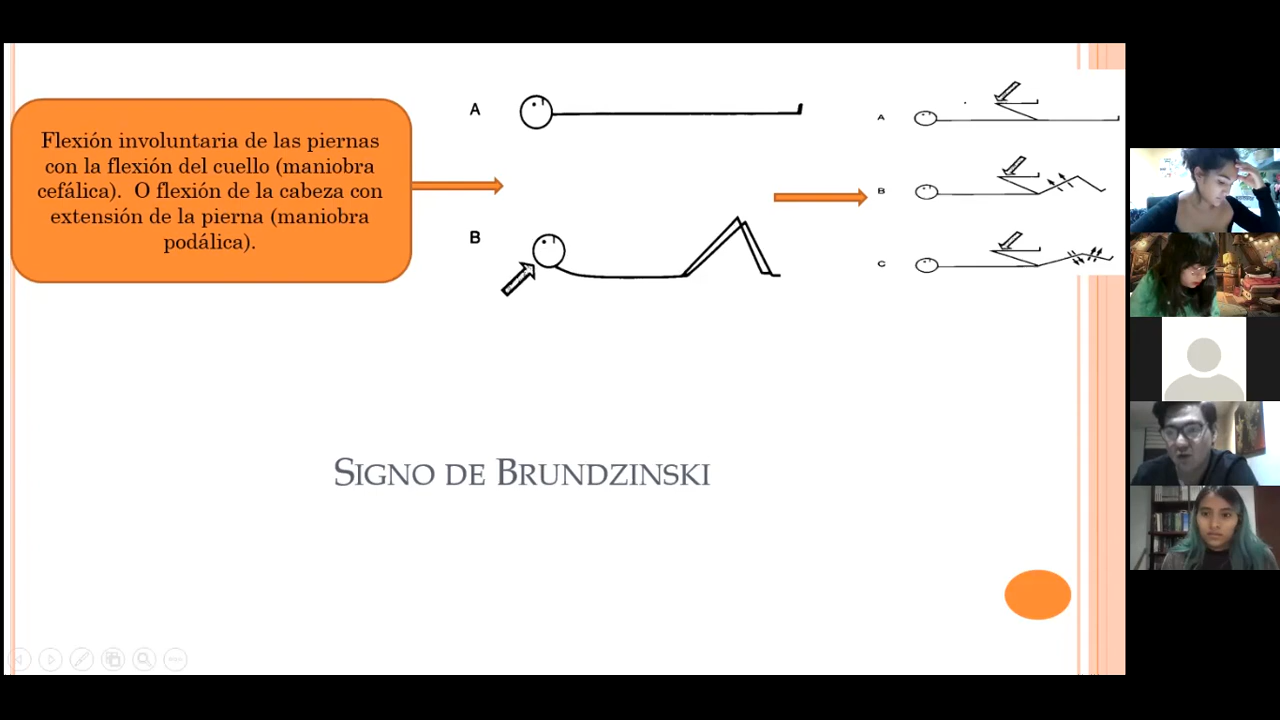 Flexión involuntaria de las piernas
con la flexión del cuello (maniobra
cefálica).  O flexión de la cabeza con
extensión de la pierna (maniobra
podálica).
A
B
A
B
C
SIGNO DE BRUNDZINSKI